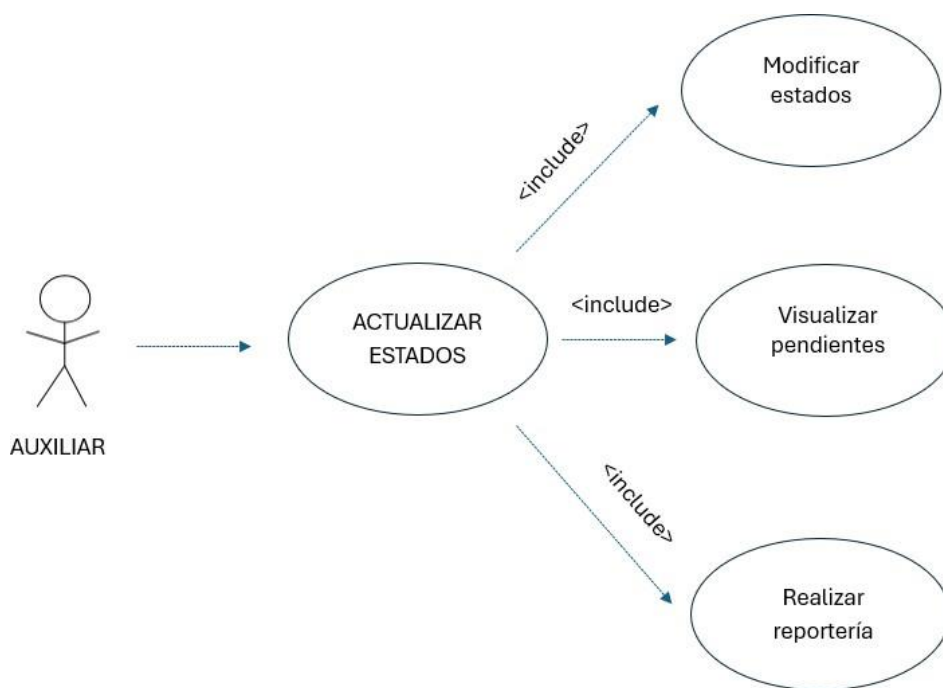 Modificar
estados
<include>
<include>
Visualizar
pendientes
ACTUALIZAR
ESTADOS
AUXILIAR
<include>
Realizar
reportería